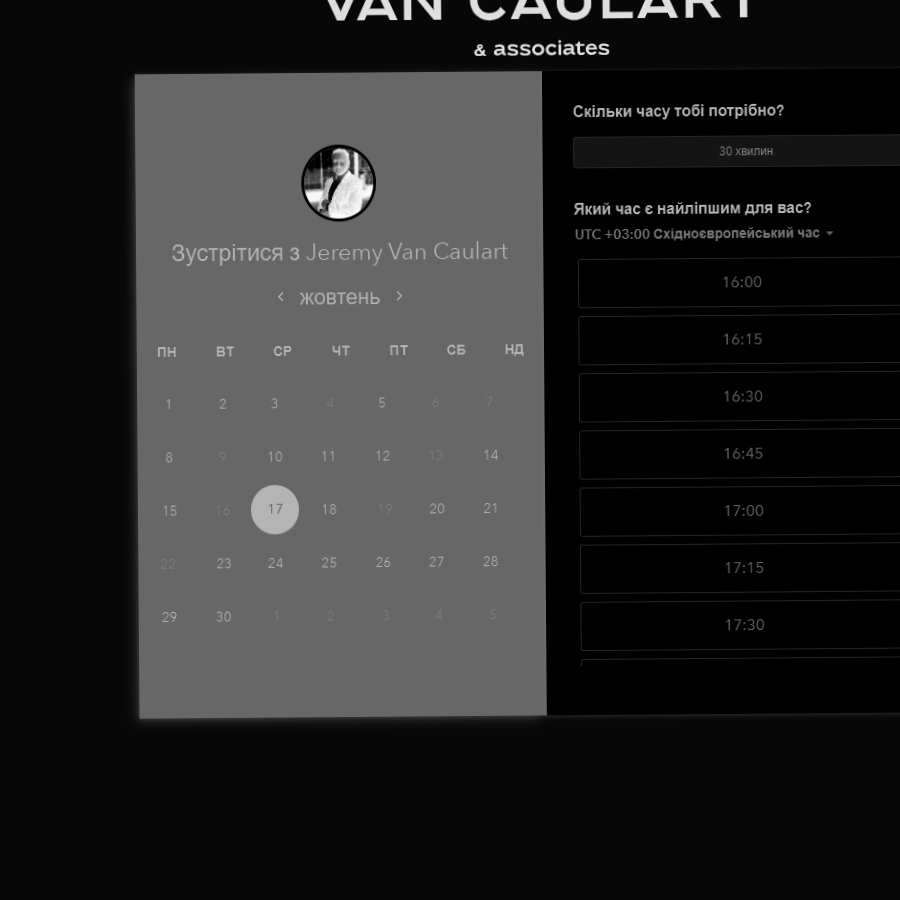 VAN CAULART
& associates
Зустрітися з Jeremy Van Caulart
‹ жовтень ›
ПН ВТ СР ЧТ ПТ СБ НД
1 2 3 4 5 6 7
8 9 10 11 12 13 14
15 16 17 18 19 20 21
22 23 24 25 26 27 28
29 30 1 2 3 4 5
Скільки часу тобі потрібно?
30 хвилин
Який час є найліпшим для вас?
UTC +03:00 Східноєвропейський час
16:00
16:15
16:30
16:45
17:00
17:15
17:30